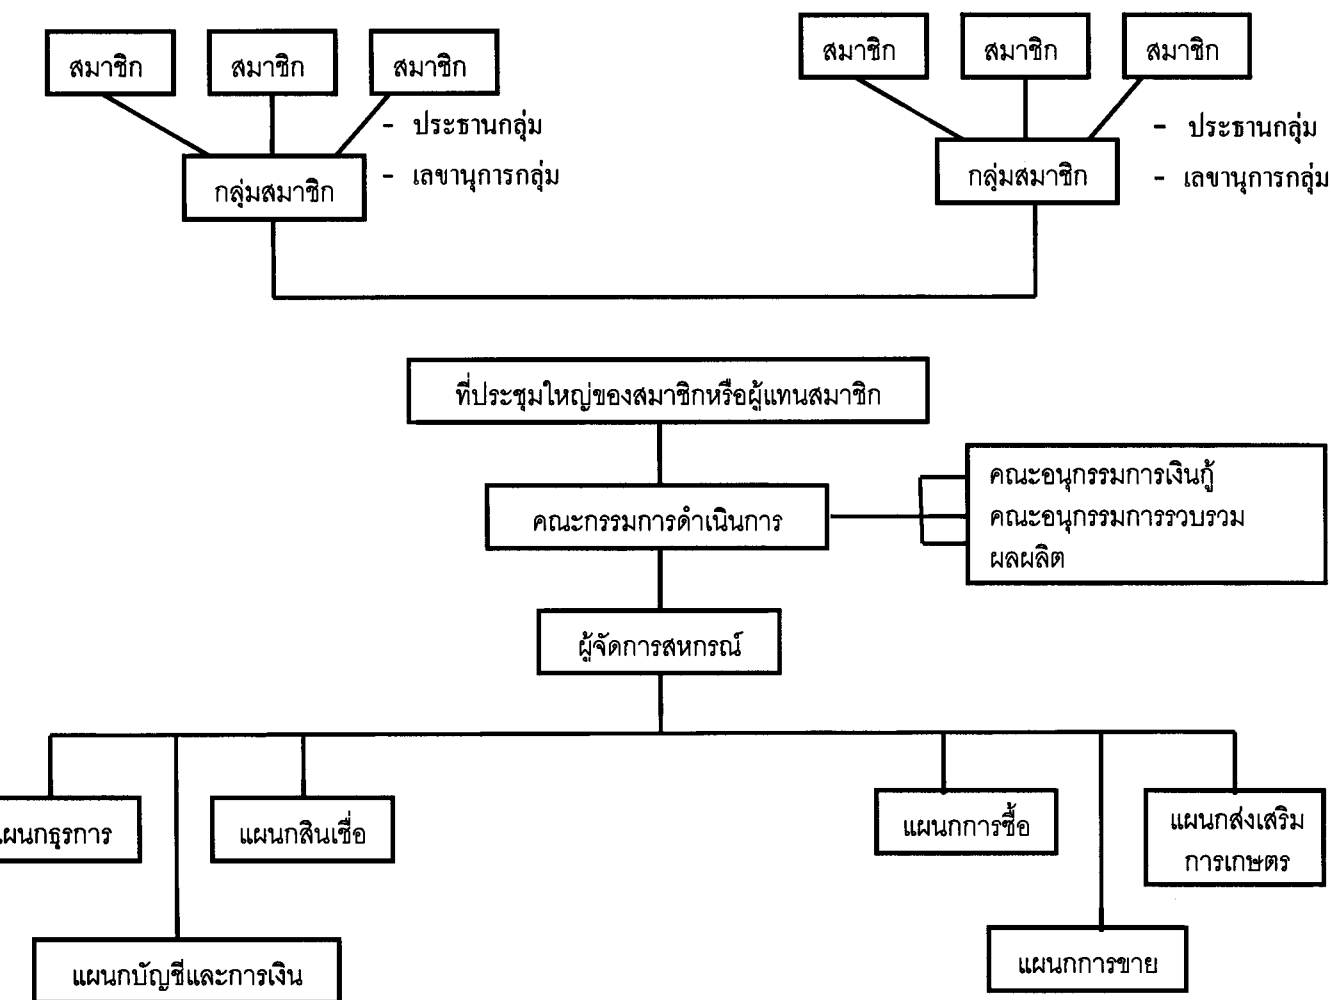 สมาชิก สมาชิก สมาชิก
สมาชิก สมาชิก สมาชิก
- ประธานกลุ่ม
- เลขานุการกลุ่ม
กลุ่มสมาชิก
- ประธานกลุ่ม
- เลขานุการกลุ่ม
กลุ่มสมาชิก
ที่ประชุมใหญ่ของสมาชิกหรือผู้แทนสมาชิก
คณะกรรมการดำเนินการ
คณะอนุกรรมการเงินกู้
คณะอนุกรรมการรวบรวม
ผลผลิต
ผู้จัดการสหกรณ์
แผนกธุรการ
แผนกสินเชื่อ
แผนกการซื้อ
แผนกส่งเสริม
การเกษตร
แผนกบัญชีและการเงิน
แผนกการขาย